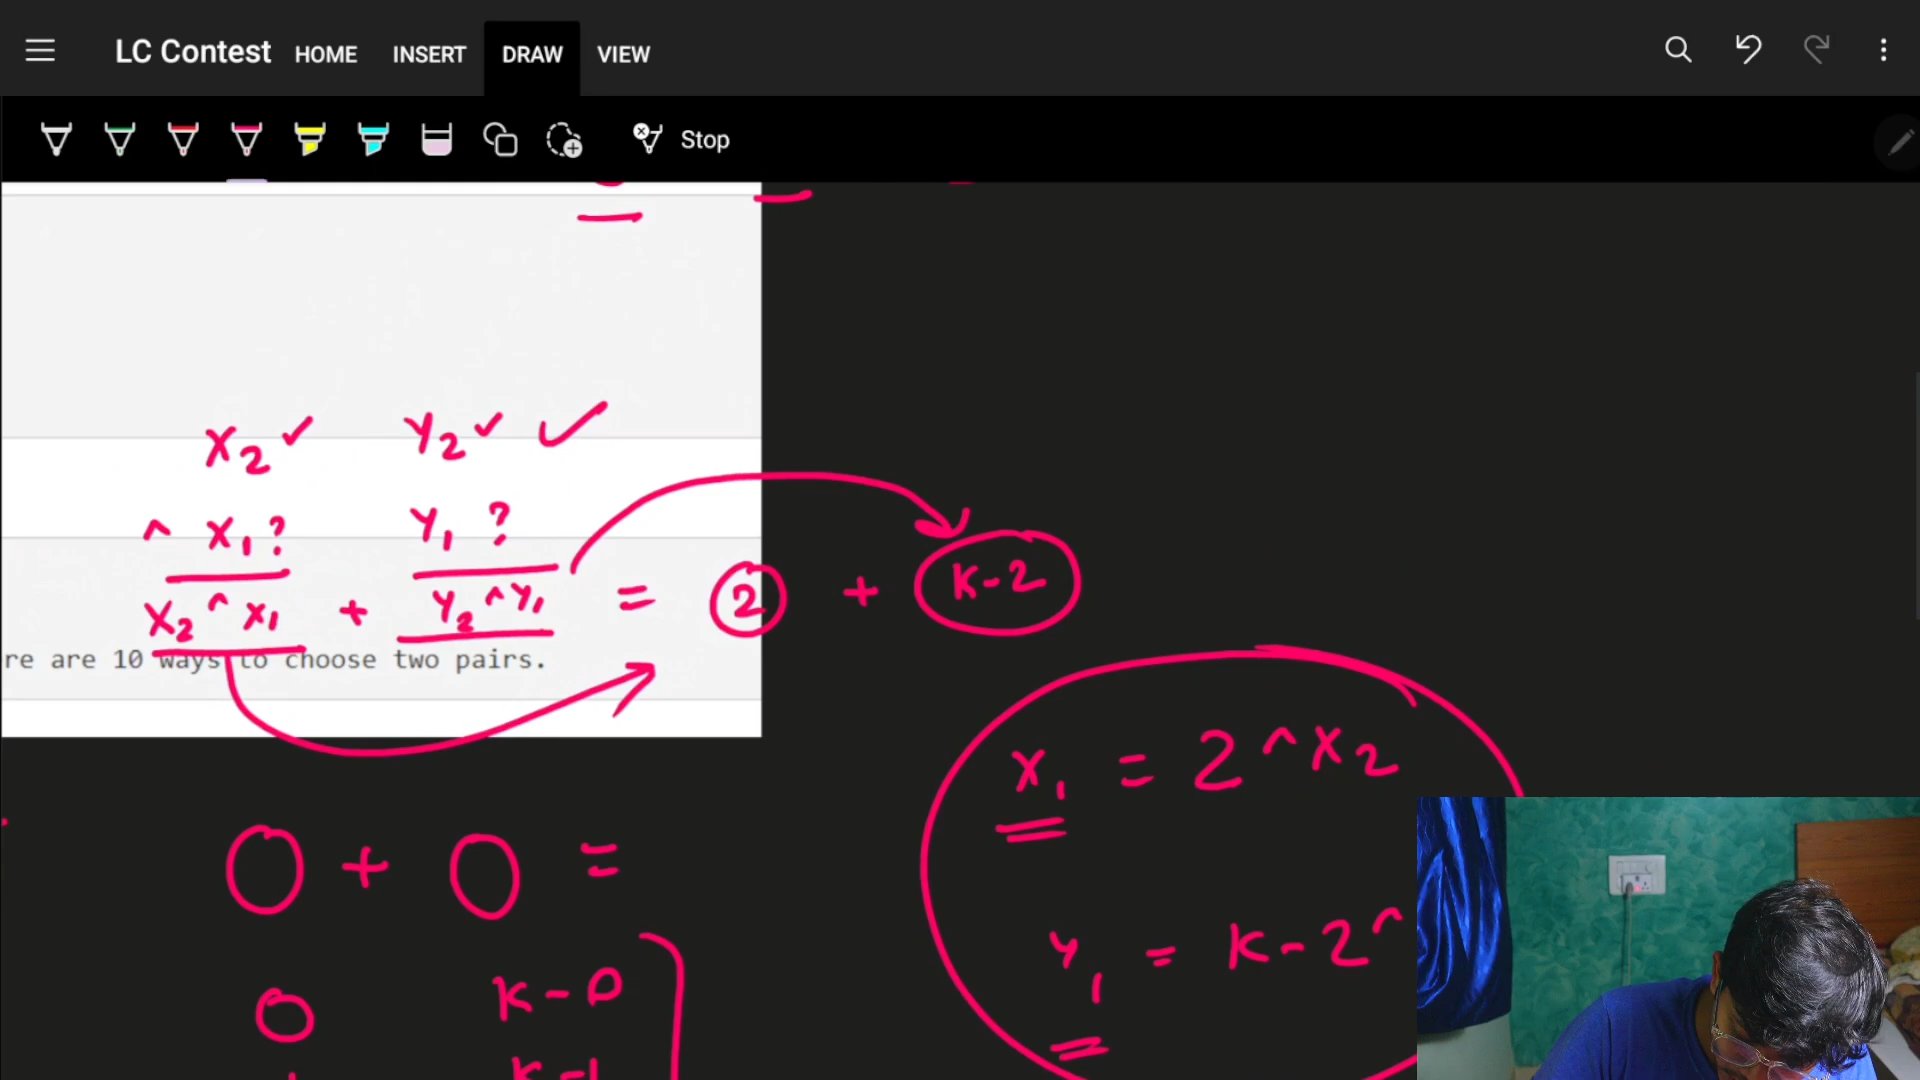 LC Contest HOME INSERT DRAW VIEW
Stop
x2 ✓ y2 ✓ ✓
^ x1? y1 ?
x2 ^ x1 + y2 ^ y1 = 2 + k-2
re are 10 ways to choose two pairs.
x1 = 2 ^ x2
0 + 0 =
y1 = k - 2 ^
0 k - 0
k - 1